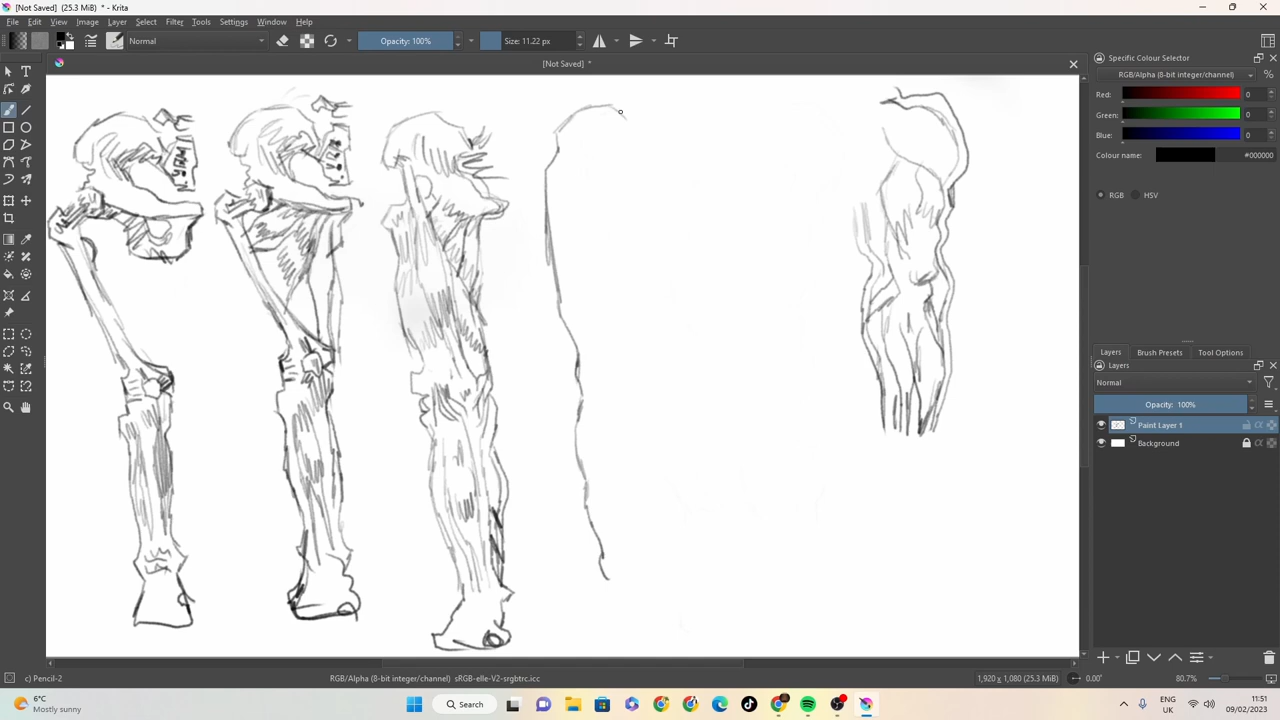 [Not Saved] (25.3 MiB) * - Krita
File Edit View Image Layer Select Filter Tools Settings Window Help
Normal Opacity: 100% Size: 11.22 px
[Not Saved] *
Specific Colour Selector
RGB/Alpha (8-bit integer/channel)
Red: 0
Green: 0
Blue: 0
Colour name: #000000
RGB HSV
Layers Brush Presets Tool Options
Layers
Normal
Opacity: 100%
Paint Layer 1
Background
c) Pencil-2 RGB/Alpha (8-bit integer/channel) sRGB-elle-V2-srgbtrc.icc 1,920 x 1,080 (25.3 MiB) 0.00° 80.7%
6°C
Mostly sunny
Search
ENG
UK
11:51
09/02/2023